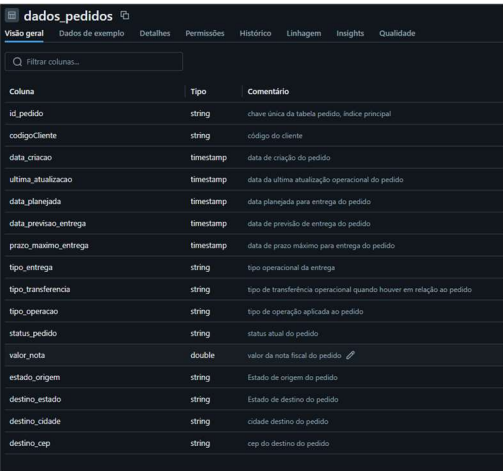 dados_pedidos
Visão geral Dados de exemplo Detalhes Permissões Histórico Linhagem Insights Qualidade
Filtrar colunas...
Coluna Tipo Comentário
id_pedido string chave única da tabela pedido, índice principal
codigoCliente string código do cliente
data_criacao timestamp data de criação do pedido
ultima_atualizacao timestamp data da ultima atualização operacional do pedido
data_planejada timestamp data planejada para entrega do pedido
data_previsao_entrega timestamp data de previsão de entrega do pedido
prazo_maximo_entrega timestamp data de prazo máximo para entrega do pedido
tipo_entrega string tipo operacional da entrega
tipo_transferencia string tipo de transferência operacional quando houver em relação ao pedido
tipo_operacao string tipo de operação aplicada ao pedido
status_pedido string status atual do pedido
valor_nota double valor da nota fiscal do pedido
estado_origem string Estado de origem do pedido
destino_estado string Estado de destino do pedido
destino_cidade string cidade destino do pedido
destino_cep string cep do destino do pedido